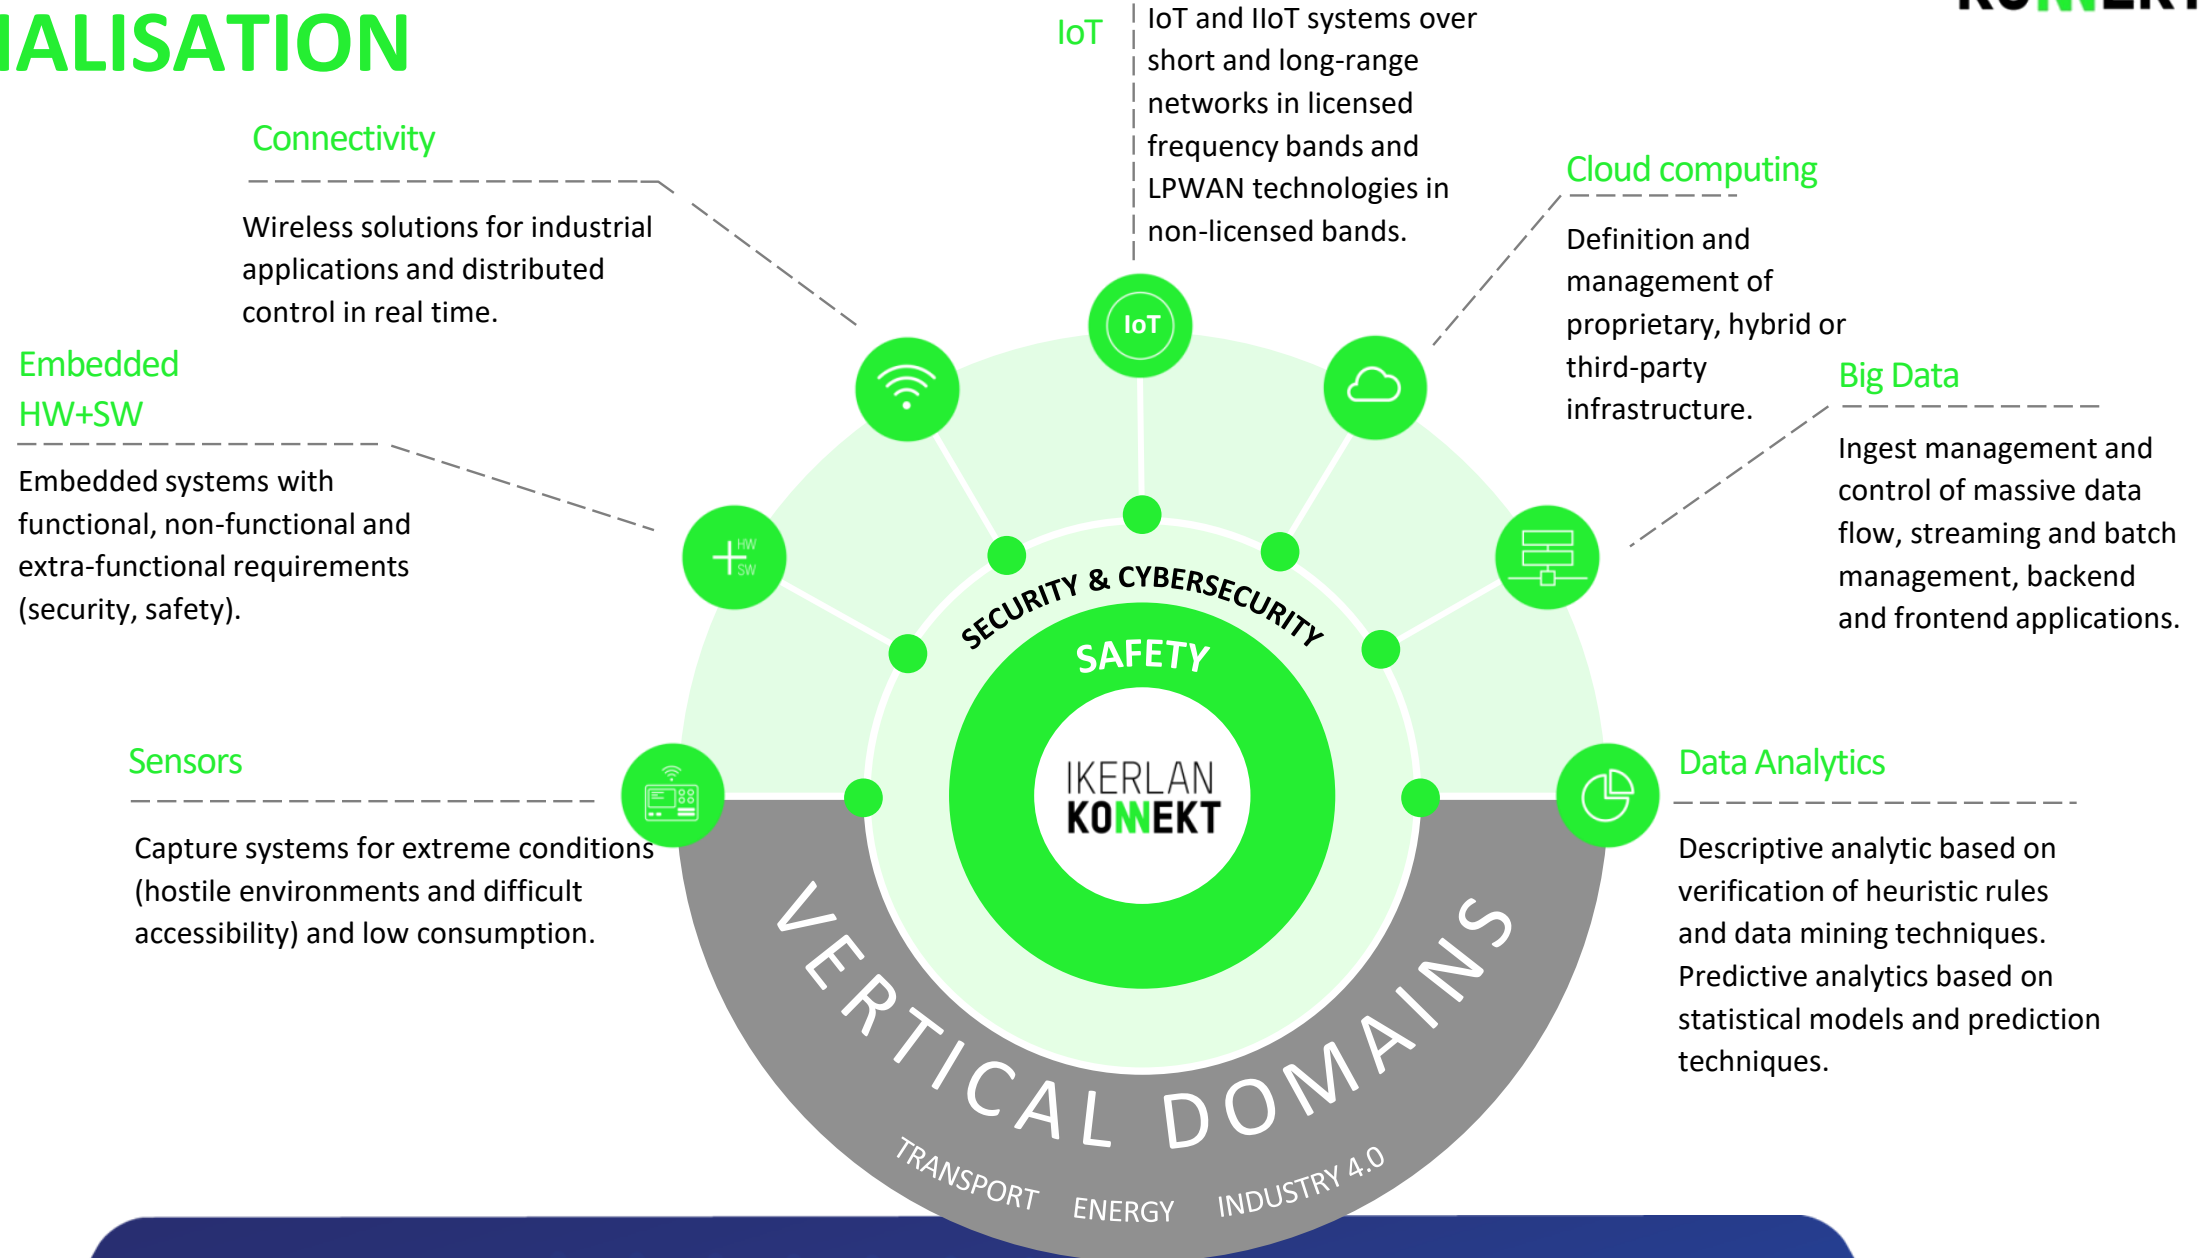 IALISATION
IoT
IoT and IIoT systems over
short and long-range
networks in licensed
frequency bands and
LPWAN technologies in
non-licensed bands.
Connectivity
Wireless solutions for industrial
applications and distributed
control in real time.
Cloud computing
Definition and
management of
proprietary, hybrid or
third-party
infrastructure.
Embedded
HW+SW
Embedded systems with
functional, non-functional and
extra-functional requirements
(security, safety).
Big Data
Ingest management and
control of massive data
flow, streaming and batch
management, backend
and frontend applications.
IoT
HW
SW
SECURITY & CYBERSECURITY
SAFETY
IKERLAN
KONNEKT
Sensors
Capture systems for extreme conditions
(hostile environments and difficult
accessibility) and low consumption.
Data Analytics
Descriptive analytic based on
verification of heuristic rules
and data mining techniques.
Predictive analytics based on
statistical models and prediction
techniques.
VERTICAL DOMAINS
TRANSPORT ENERGY INDUSTRY 4.0